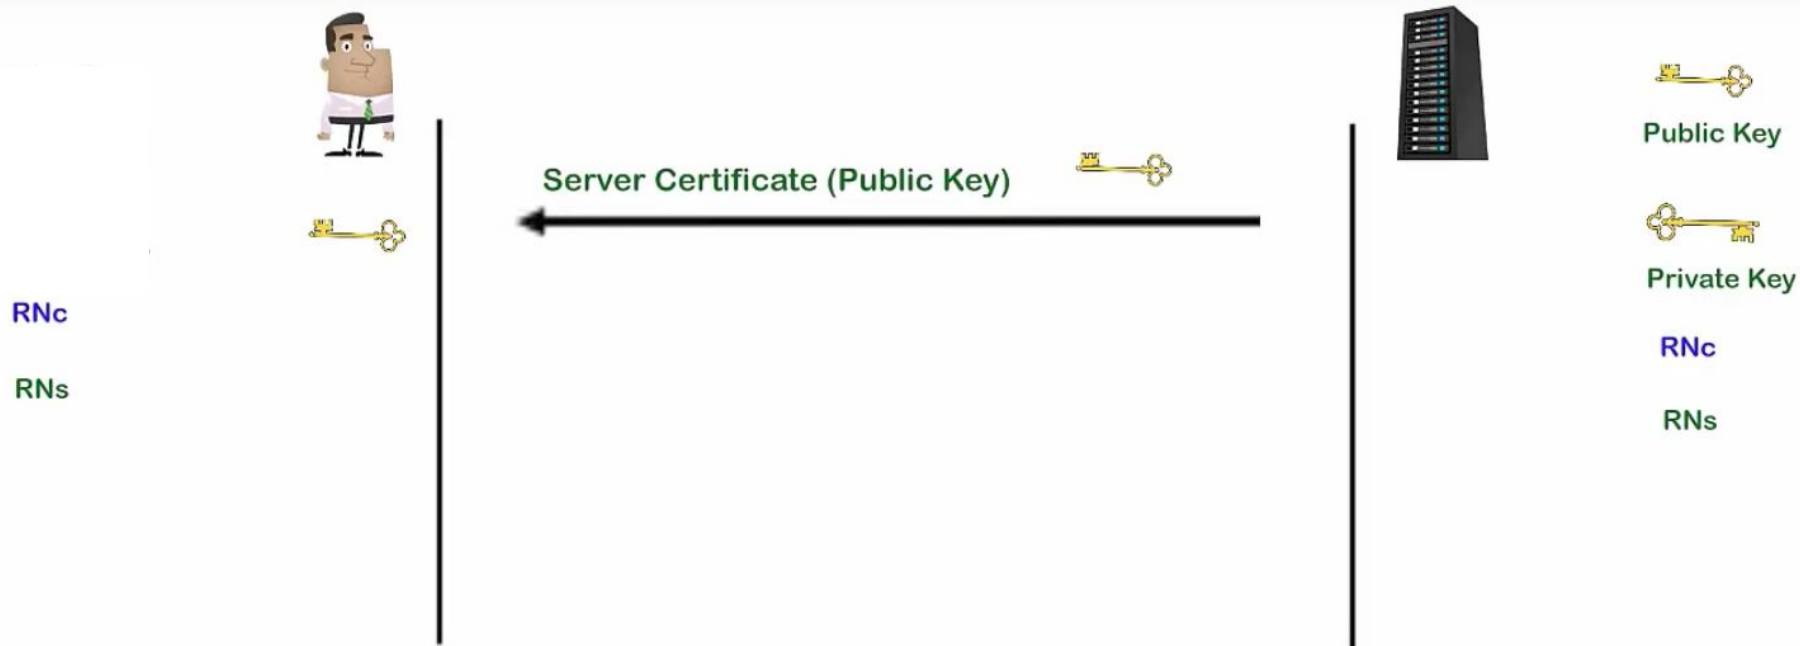 Server Certificate (Public Key)
Public Key
Private Key
RNc
RNs
RNc
RNs